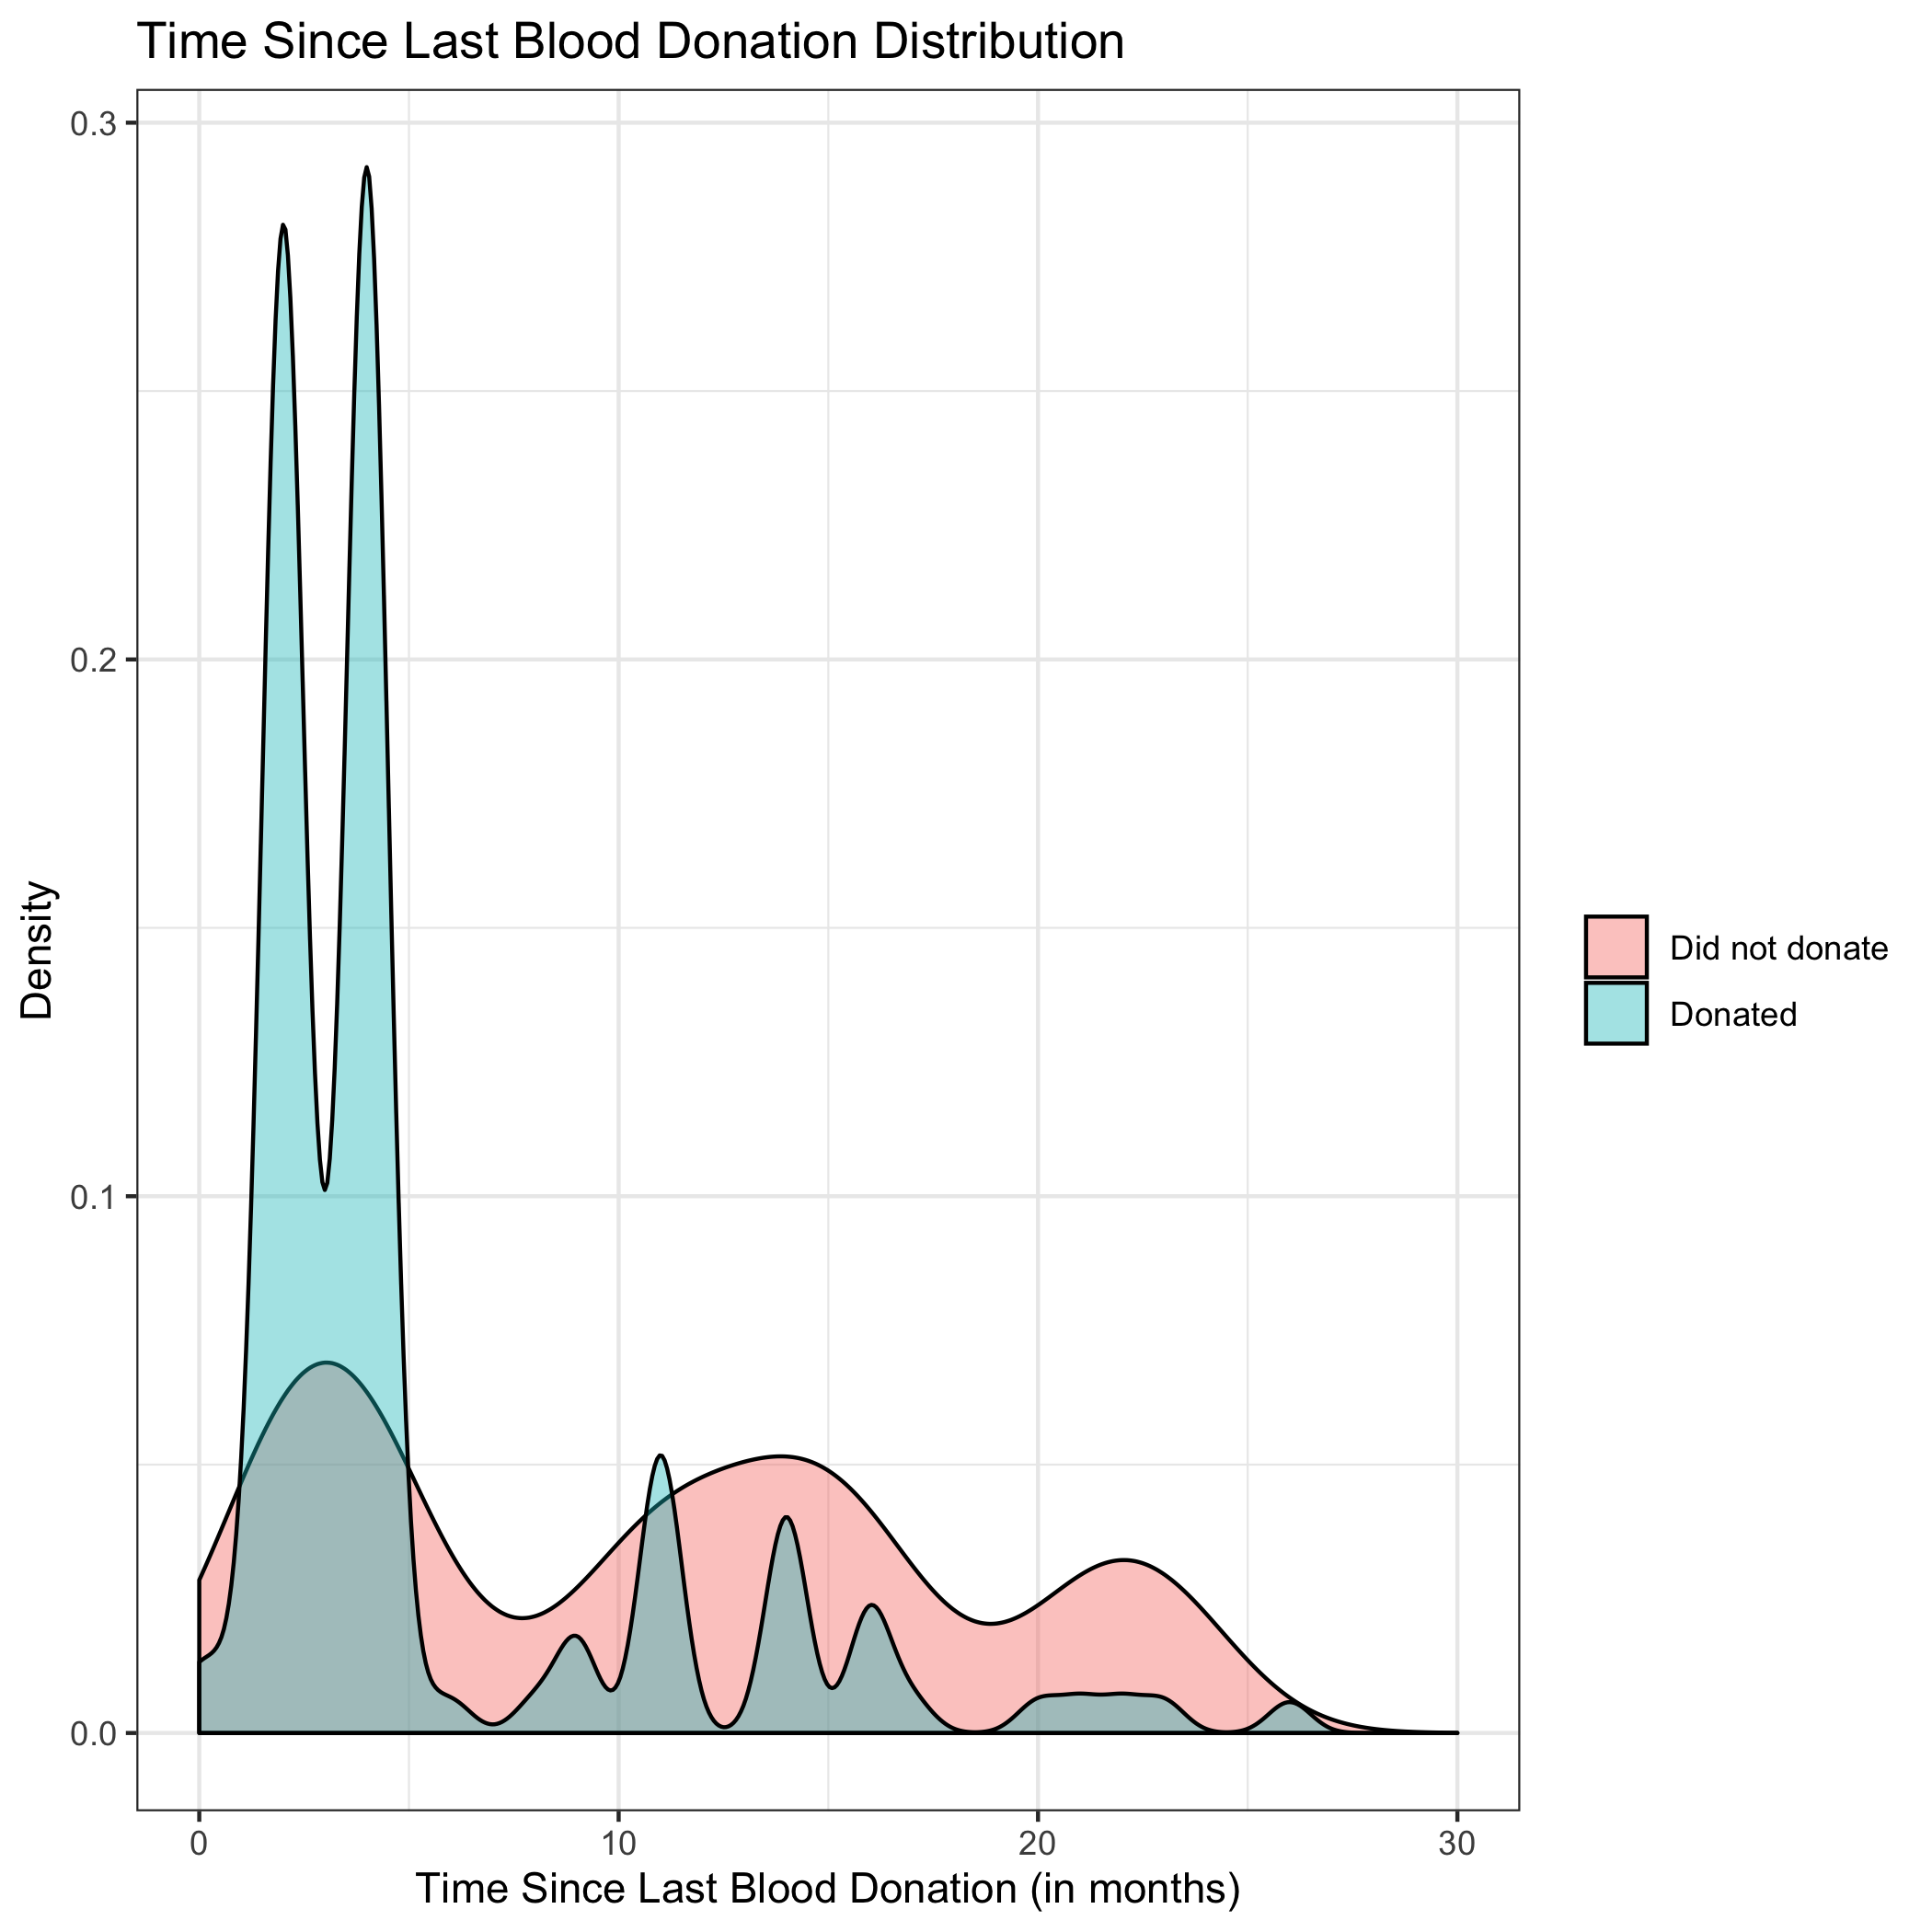 Time Since Last Blood Donation Distribution
0.3
0.2
0.1
0.0
Density
0 10 20 30
Time Since Last Blood Donation (in months)
Did not donate
Donated